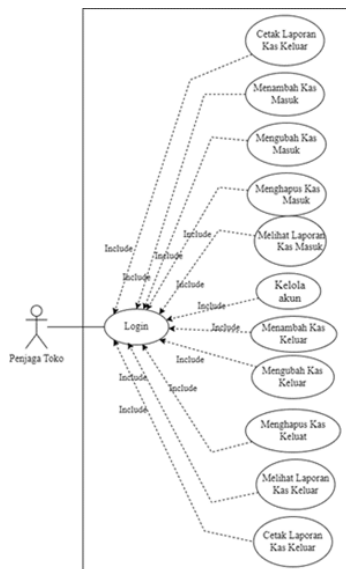 Cetak Laporan
Kas Keluar
Menambah Kas
Masuk
Mengubah Kas
Masuk
Menghapus Kas
Masuk
Melihat Laporan
Kas Masuk
Include
Include
Include
Include
Include
Kelola
akun
Include
Menambah Kas
Keluar
Include
Login
Penjaga Toko
Include
Mengubah Kas
Keluar
Include
Include
Include
Menghapus Kas
Keluat
Melihat Laporan
Kas Keluar
Cetak Laporan
Kas Keluar